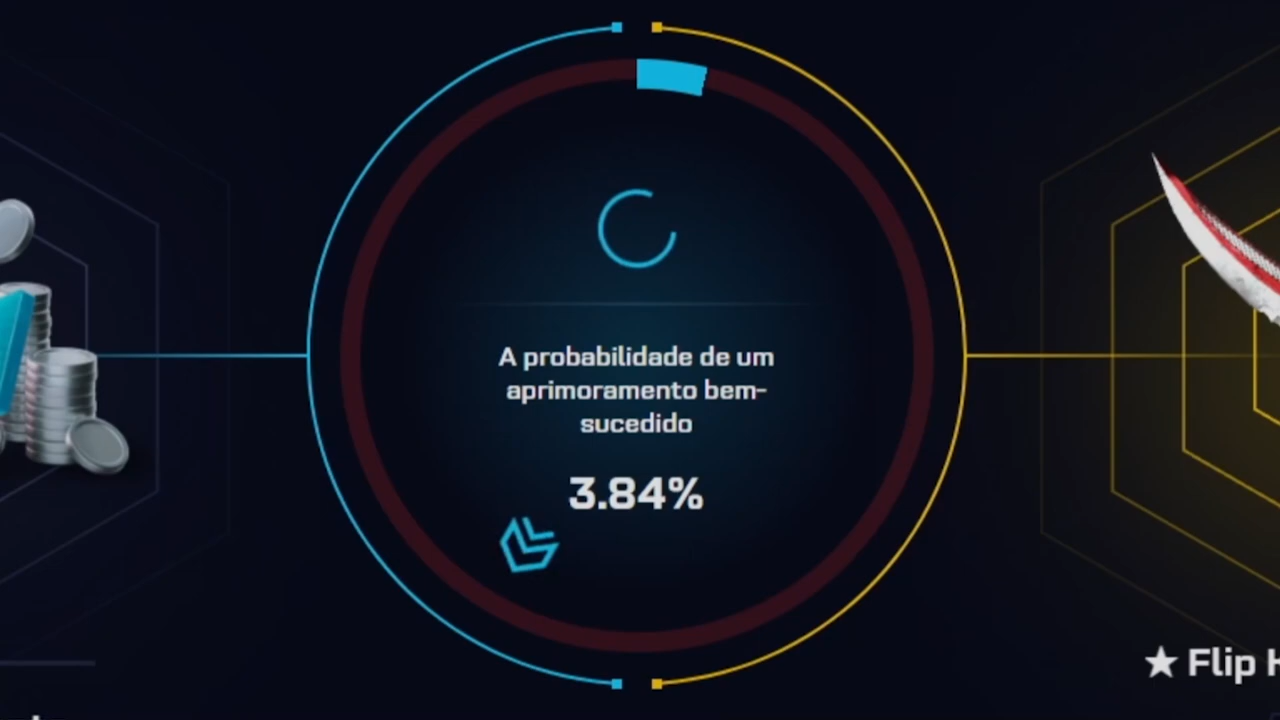 A probabilidade de um
aprimoramento bem-
sucedido
3.84%
★ Flip